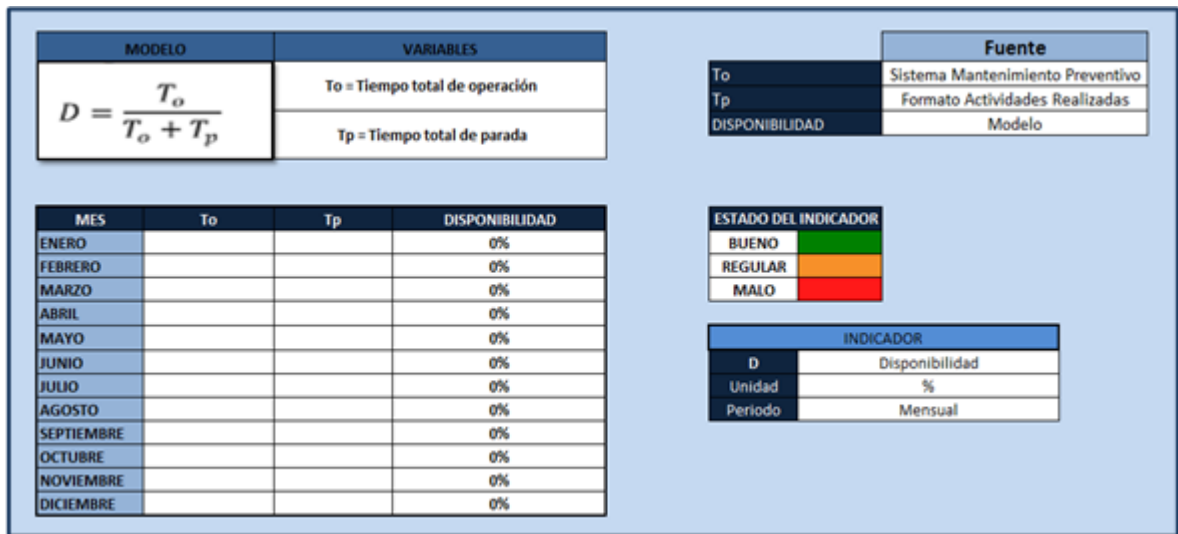 MODELO VARIABLES
D = To / (To + Tp)
To = Tiempo total de operación
Tp = Tiempo total de parada
Fuente
To Sistema Mantenimiento Preventivo
Tp Formato Actividades Realizadas
DISPONIBILIDAD Modelo
MES To Tp DISPONIBILIDAD
ENERO 0%
FEBRERO 0%
MARZO 0%
ABRIL 0%
MAYO 0%
JUNIO 0%
JULIO 0%
AGOSTO 0%
SEPTIEMBRE 0%
OCTUBRE 0%
NOVIEMBRE 0%
DICIEMBRE 0%
ESTADO DEL INDICADOR
BUENO
REGULAR
MALO
INDICADOR
D Disponibilidad
Unidad %
Periodo Mensual